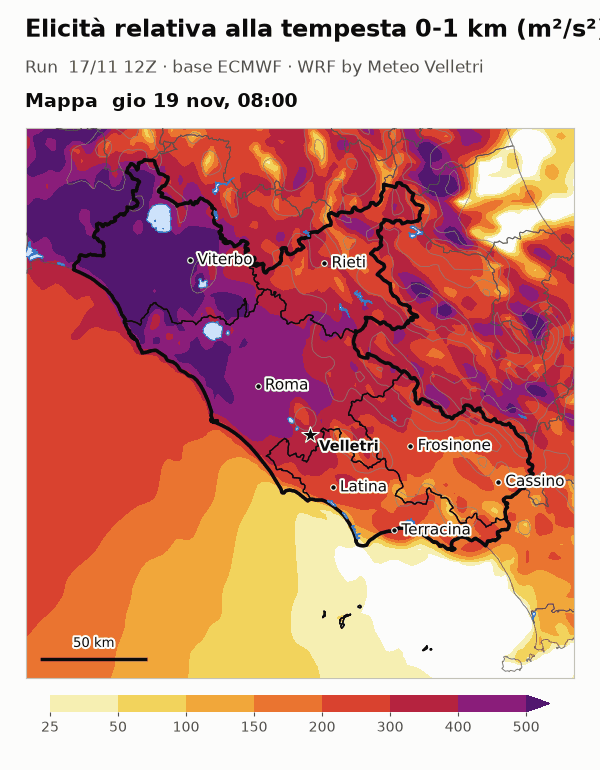 Elicità relativa alla tempesta 0-1 km (m²/s²)
Run 17/11 12Z · base ECMWF · WRF by Meteo Velletri
Mappa gio 19 nov, 08:00
Viterbo
Rieti
Roma
Velletri
Frosinone
Latina
Cassino
Terracina
50 km
25 50 100 150 200 300 400 500